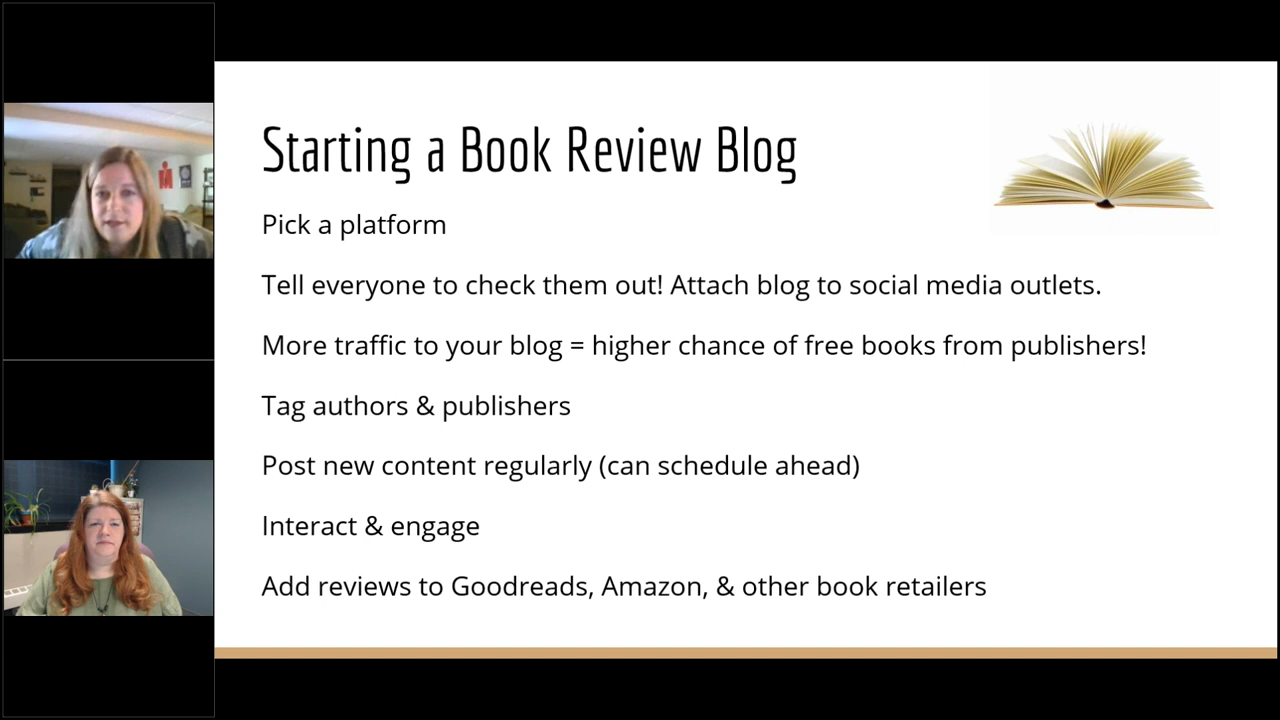 Starting a Book Review Blog
Pick a platform
Tell everyone to check them out! Attach blog to social media outlets.
More traffic to your blog = higher chance of free books from publishers!
Tag authors & publishers
Post new content regularly (can schedule ahead)
Interact & engage
Add reviews to Goodreads, Amazon, & other book retailers